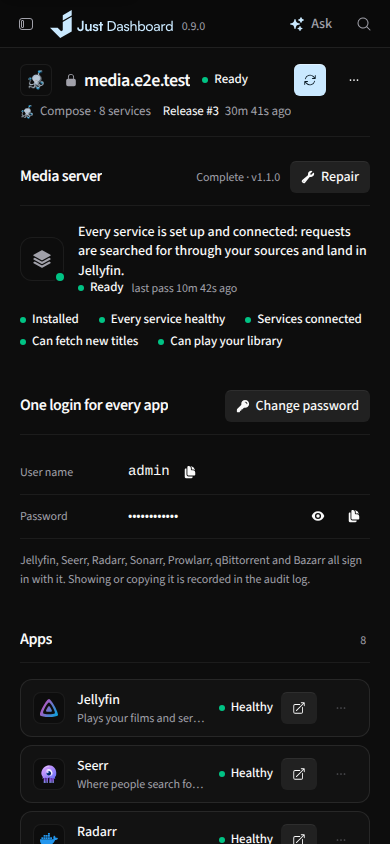 Just Dashboard 0.9.0 Ask
media.e2e.test Ready
Compose · 8 services Release #3 30m 41s ago
Media server Complete · v1.1.0 Repair
Every service is set up and connected: requests
are searched for through your sources and land in
Jellyfin.
Ready last pass 10m 42s ago
Installed Every service healthy Services connected
Can fetch new titles Can play your library
One login for every app Change password
User name admin
Password ••••••••••••
Jellyfin, Seerr, Radarr, Sonarr, Prowlarr, qBittorrent and Bazarr all sign
in with it. Showing or copying it is recorded in the audit log.
Apps 8
Jellyfin
Plays your films and ser… Healthy
Seerr
Where people search fo… Healthy
Radarr
Healthy